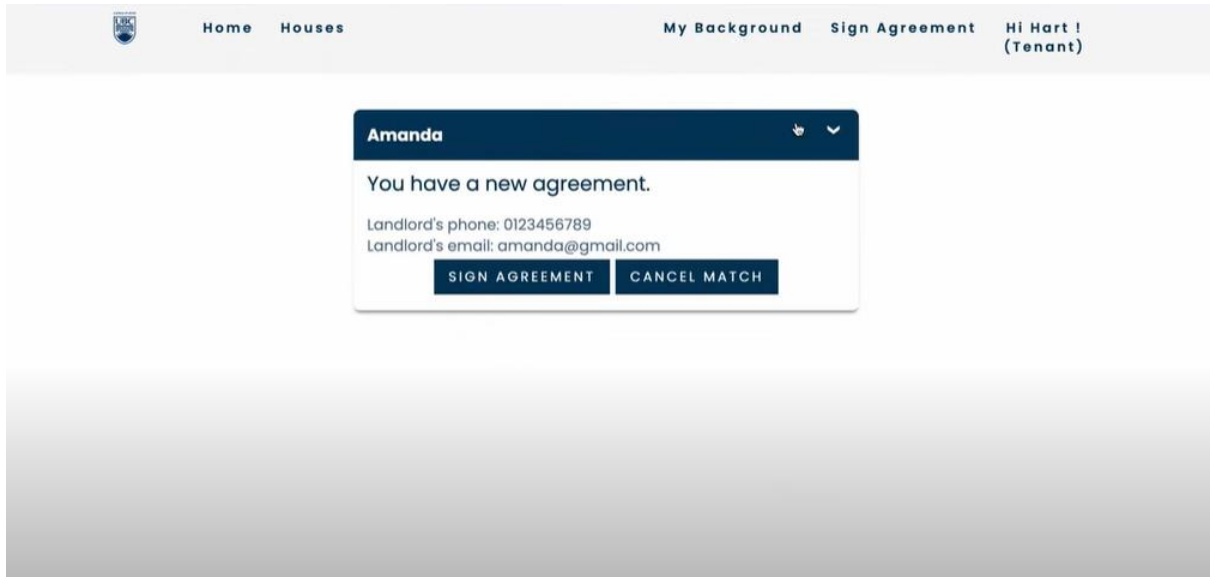 UBC
Home Houses My Background Sign Agreement Hi Hart !
(Tenant)
Amanda
You have a new agreement.
Landlord's phone: 0123456789
Landlord's email: amanda@gmail.com
SIGN AGREEMENT CANCEL MATCH